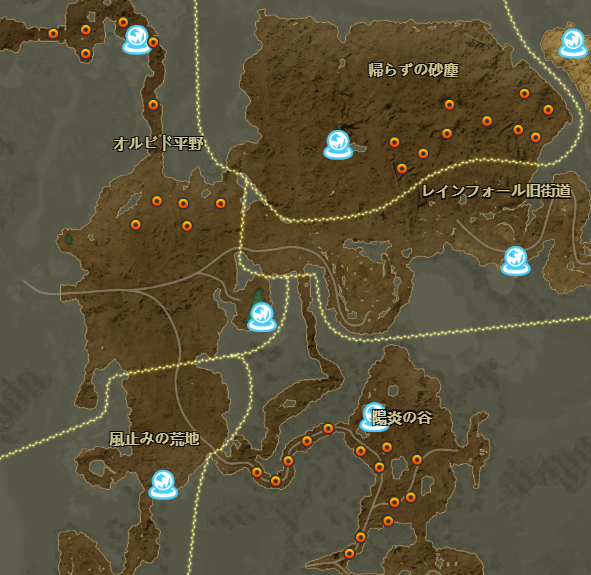 帰らずの砂塵
オルピド平野
レインフォール旧街道
陽炎の谷
風止みの荒地